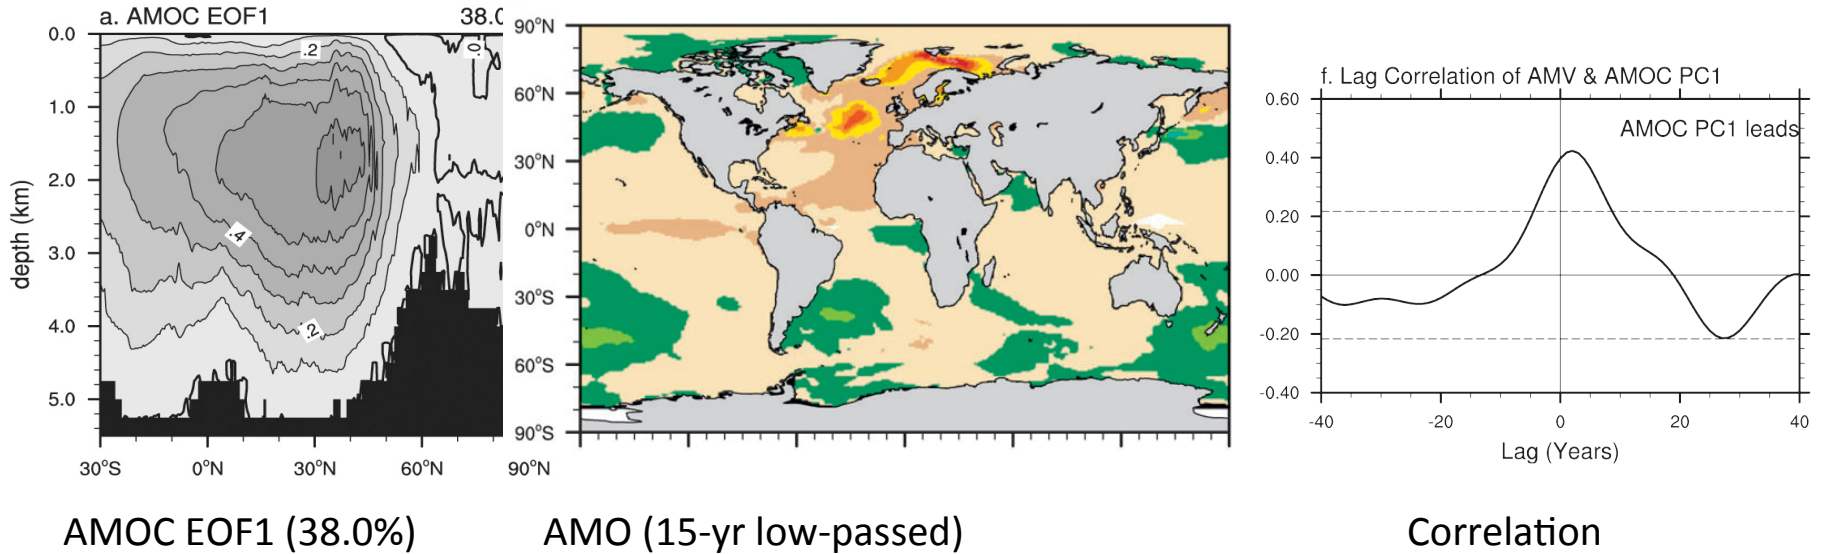 a. AMOC EOF1 38.0
0.0
1.0
2.0
3.0
4.0
5.0
depth (km)
.2
.0
.4
.2
30°S 0°N 30°N 60°N 90°N
90°N
60°N
30°N
0°N
30°S
60°S
90°S
f. Lag Correlation of AMV & AMOC PC1
AMOC PC1 leads
0.60
0.40
0.20
0.00
-0.20
-0.40
-40 -20 0 20 40
Lag (Years)
AMOC EOF1 (38.0%)
AMO (15-yr low-passed)
Correlation